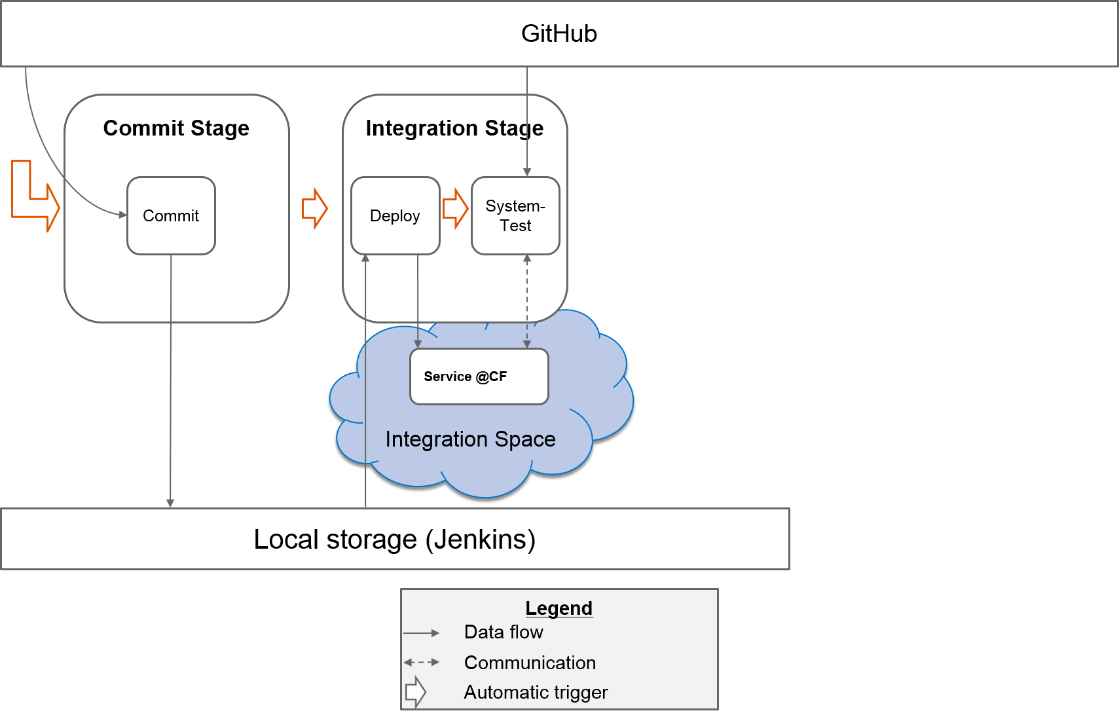 GitHub
Commit Stage
Integration Stage
Commit
Deploy
System-
Test
Service @CF
Integration Space
Local storage (Jenkins)
Legend
Data flow
Communication
Automatic trigger